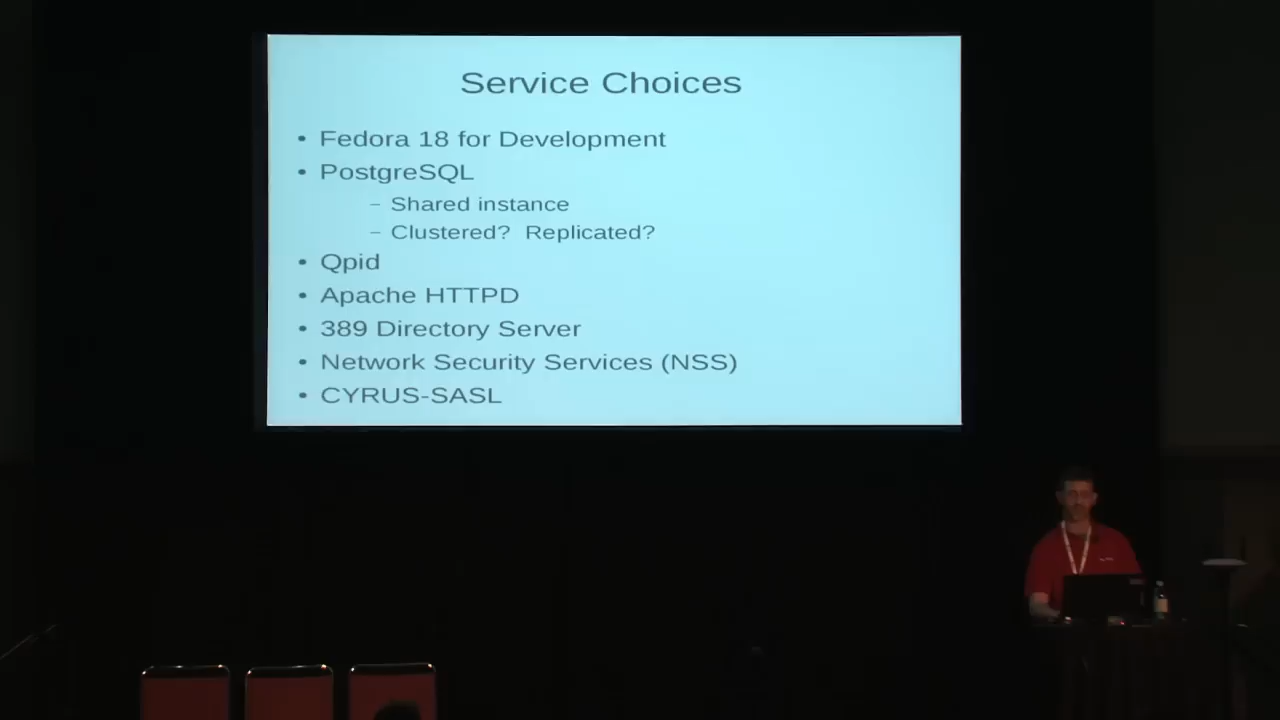 Service Choices
• Fedora 18 for Development
• PostgreSQL
– Shared instance
– Clustered? Replicated?
• Qpid
• Apache HTTPD
• 389 Directory Server
• Network Security Services (NSS)
• CYRUS-SASL